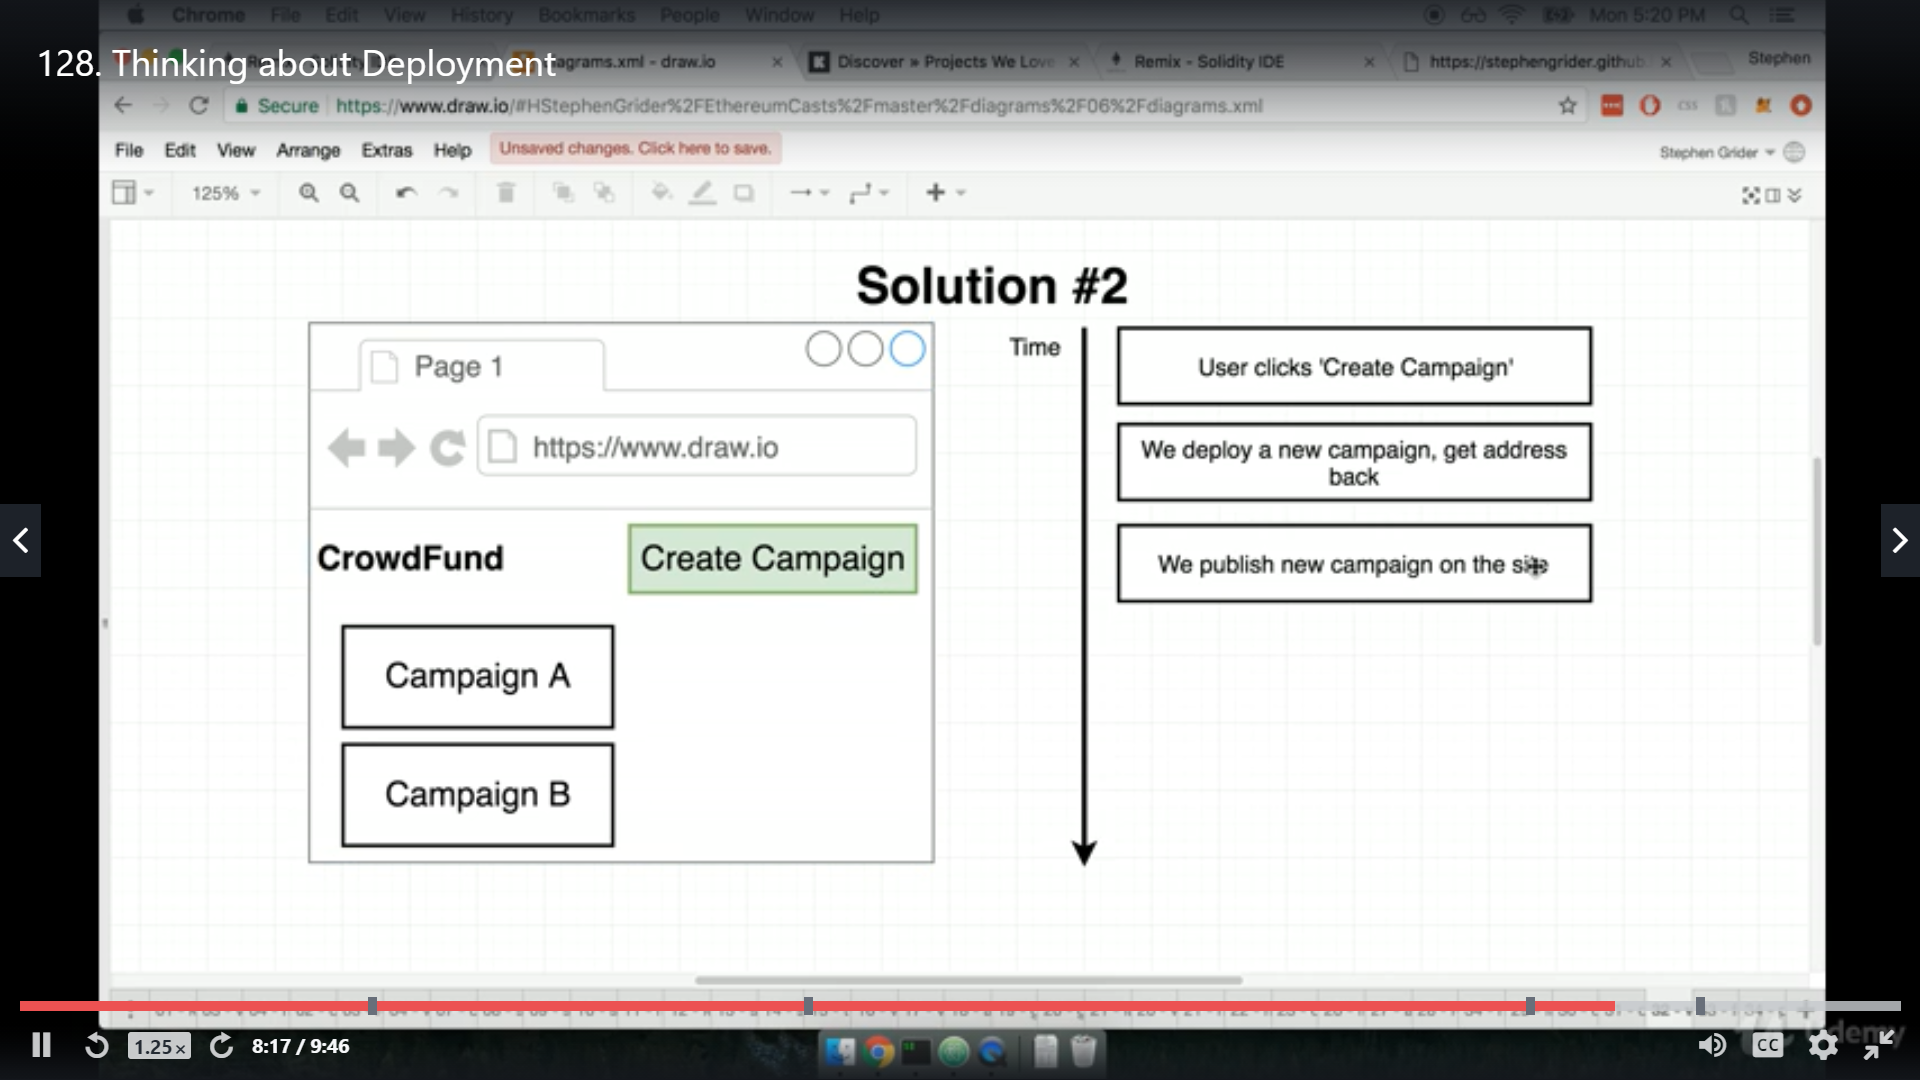 Chrome File Edit View History Bookmarks People Window Help Mon 5:20 PM
128. Thinking about Deployment
agrams.xml - draw.io
Discover » Projects We Love
Remix - Solidity IDE
https://stephengrider.github
Stephen
Secure https://www.draw.io/#HStephenGrider%2FEthereumCasts%2Fmaster%2Fdiagrams%2F06%2Fdiagrams.xml
CSS
File Edit View Arrange Extras Help Unsaved changes. Click here to save. Stephen Grider
125%
Solution #2
Page 1
https://www.draw.io
CrowdFund
Create Campaign
Campaign A
Campaign B
Time
User clicks 'Create Campaign'
We deploy a new campaign, get address
back
We publish new campaign on the site
1.25x
8:17 / 9:46
CC